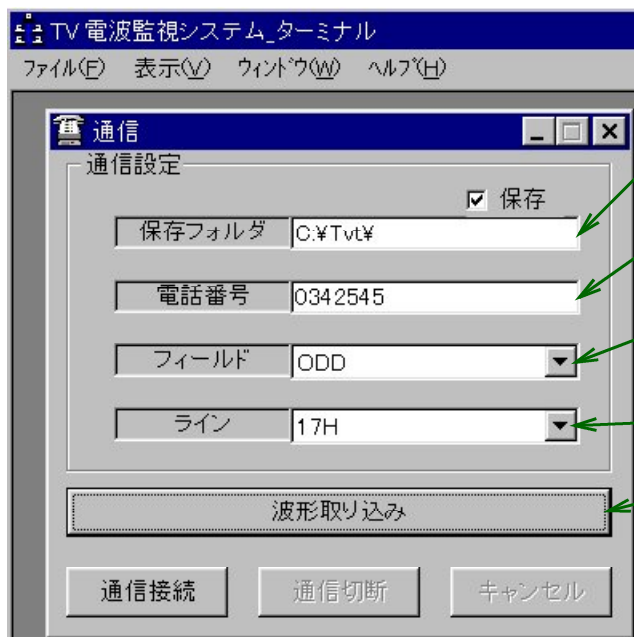 TV 電波監視システム_ターミナル
ファイル(F) 表示(V) ウィンドウ(W) ヘルプ(H)
通信
通信設定
保存
保存フォルダ C:¥Tvt¥
電話番号 0342545
フィールド ODD
ライン 17H
波形取り込み
通信接続 通信切断 キャンセル